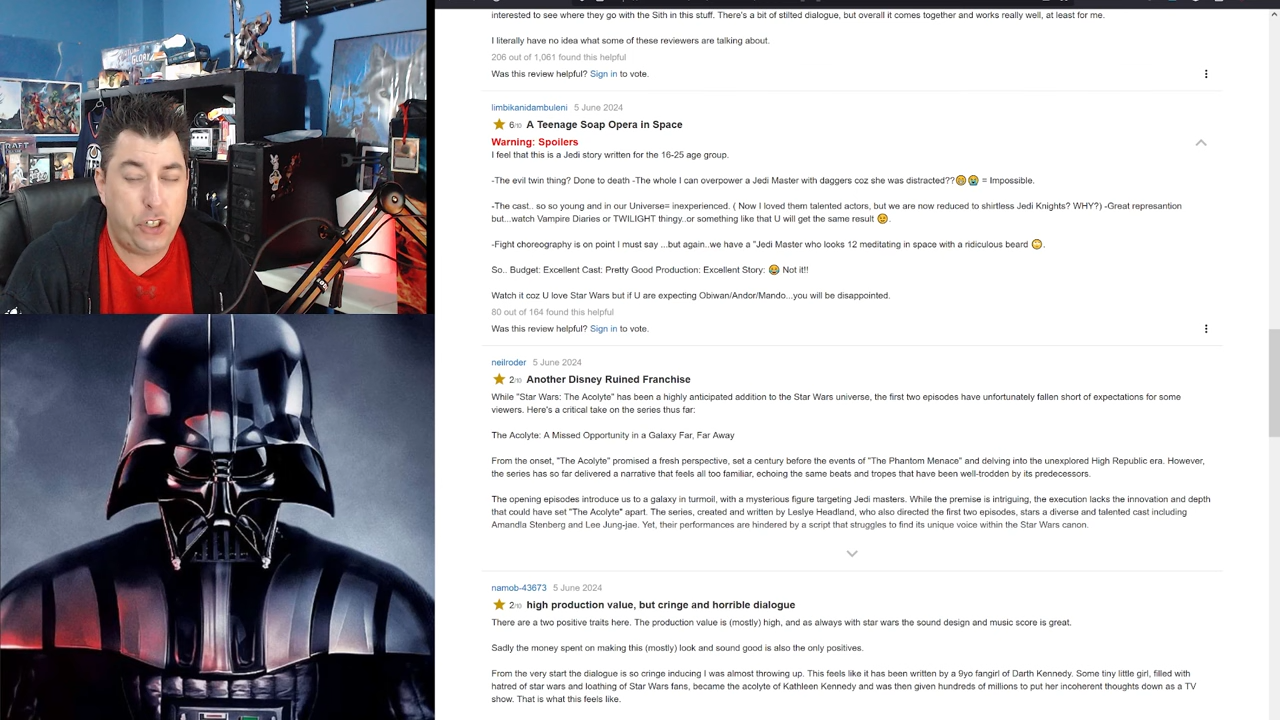 interested to see where they go with the Sith in this stuff. There's a bit of stilted dialogue, but overall it comes together and works really well, at least for me.
I literally have no idea what some of these reviewers are talking about.
206 out of 1,061 found this helpful
Was this review helpful? Sign in to vote.
limbikanidambuleni 5 June 2024
6/10 A Teenage Soap Opera in Space
Warning: Spoilers
I feel that this is a Jedi story written for the 16-25 age group.
-The evil twin thing? Done to death -The whole I can overpower a Jedi Master with daggers coz she was distracted??🤣😭 = Impossible.
-The cast.. so so young and in our Universe= inexperienced. ( Now I loved them talented actors, but we are now reduced to shirtless Jedi Knights? WHY?) -Great represantion
but...watch Vampire Diaries or TWILIGHT thingy..or something like that U will get the same result 😉.
-Fight choreography is on point I must say ...but again..we have a "Jedi Master who looks 12 meditating in space with a ridiculous beard 🙄.
So.. Budget: Excellent Cast: Pretty Good Production: Excellent Story: 😂 Not it!!
Watch it coz U love Star Wars but if U are expecting Obiwan/Andor/Mando...you will be disappointed.
80 out of 164 found this helpful
Was this review helpful? Sign in to vote.
neilroder 5 June 2024
2/10 Another Disney Ruined Franchise
While "Star Wars: The Acolyte" has been a highly anticipated addition to the Star Wars universe, the first two episodes have unfortunately fallen short of expectations for some
viewers. Here's a critical take on the series thus far:
The Acolyte: A Missed Opportunity in a Galaxy Far, Far Away
From the onset, "The Acolyte" promised a fresh perspective, set a century before the events of "The Phantom Menace" and delving into the unexplored High Republic era. However,
the series has so far delivered a narrative that feels all too familiar, echoing the same beats and tropes that have been well-trodden by its predecessors.
The opening episodes introduce us to a galaxy in turmoil, with a mysterious figure targeting Jedi masters. While the premise is intriguing, the execution lacks the innovation and depth
that could have set "The Acolyte" apart. The series, created and written by Leslye Headland, who also directed the first two episodes, stars a diverse and talented cast including
Amandla Stenberg and Lee Jung-jae. Yet, their performances are hindered by a script that struggles to find its unique voice within the Star Wars canon.
namob-43673 5 June 2024
2/10 high production value, but cringe and horrible dialogue
There are a two positive traits here. The production value is (mostly) high, and as always with star wars the sound design and music score is great.
Sadly the money spent on making this (mostly) look and sound good is also the only positives.
From the very start the dialogue is so cringe inducing I was almost throwing up. This feels like it has been written by a 9yo fangirl of Darth Kennedy. Some tiny little girl, filled with
hatred of star wars and loathing of Star Wars fans, became the acolyte of Kathleen Kennedy and was then given hundreds of millions to put her incoherent thoughts down as a TV
show. That is what this feels like.